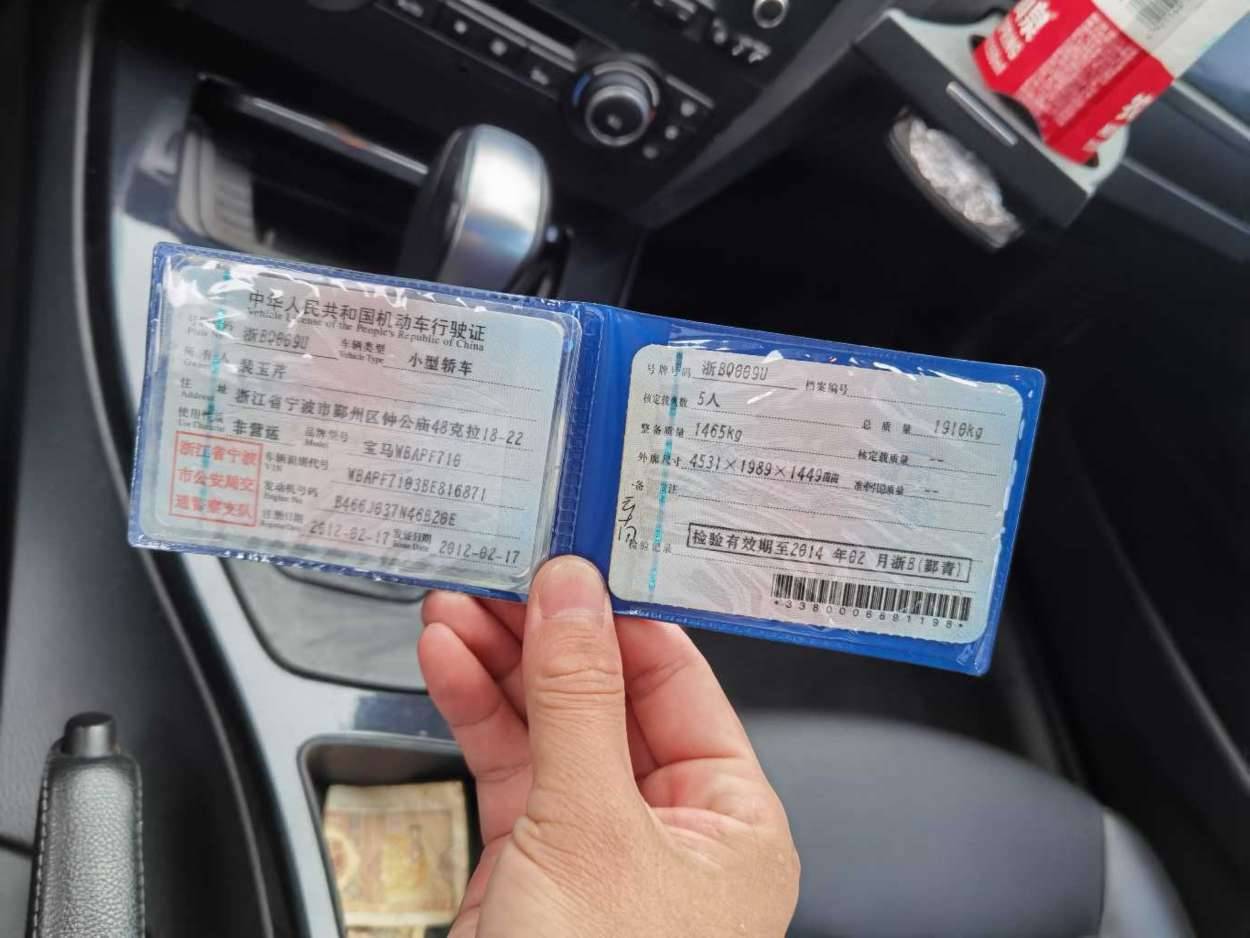 中华人民共和国机动车行驶证
Vehicle License of the People's Republic of China
号牌号码 浙BQ669U 车辆类型 小型轿车
Vehicle Type
所有人 裴玉芹
住址 浙江省宁波市鄞州区钟公庙48克拉18-22
Address
使用性质 非营运 品牌型号 宝马WBAPF710
Use Character Model
车辆识别代号 WBAPF7103BE816871
VIN
发动机号码 B466J037N46B20E
Engine No.
注册日期 2012-02-17 发证日期 2012-02-17
Register Date Issue Date
浙江省宁波
市公安局交
通警察支队
号牌号码 浙BQ669U 档案编号
核定载人数 5人 总质量 1910kg
整备质量 1465kg 核定载质量 --
外廓尺寸 4531×1989×1449mm 准牵引总质量 --
备注
检验记录
检验有效期至2014年02月浙B(鄞青)
*3380006691198*